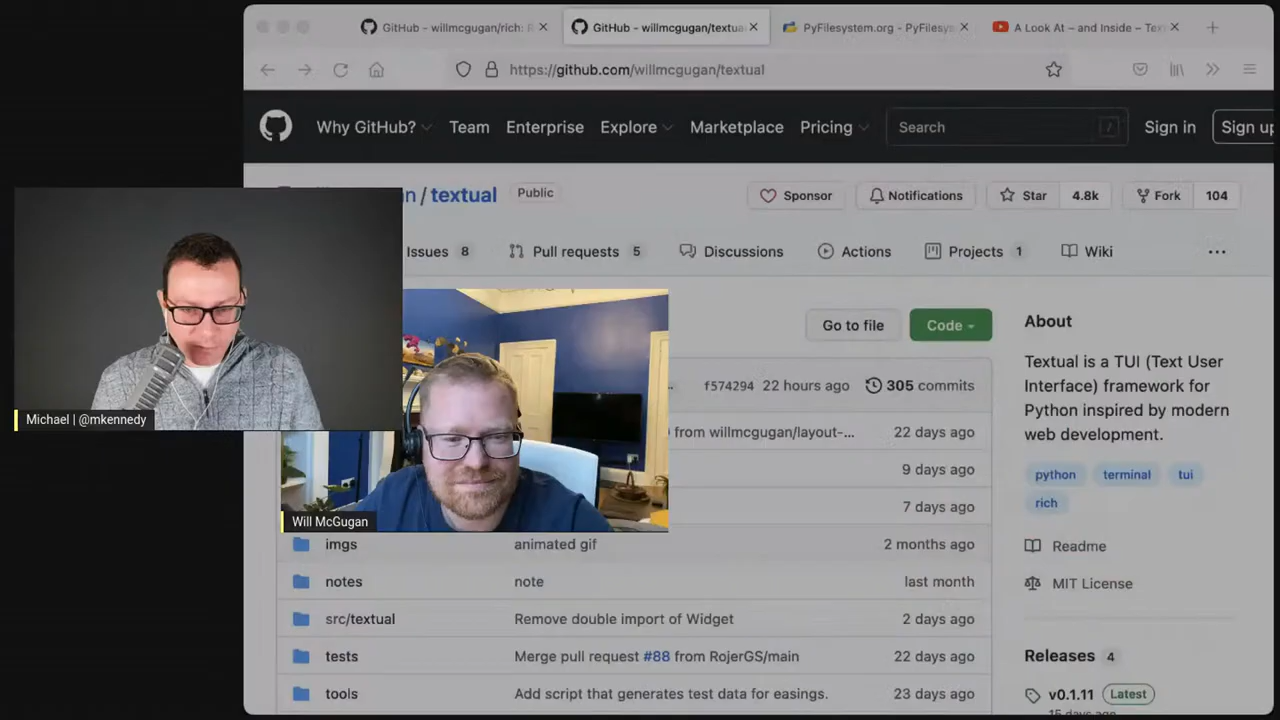 GitHub - willmcgugan/rich:
GitHub - willmcgugan/textua
PyFilesystem.org - PyFilesys
A Look At – and Inside – Tex
https://github.com/willmcgugan/textual
Why GitHub? Team Enterprise Explore Marketplace Pricing Search / Sign in Sign up
an / textual Public Sponsor Notifications Star 4.8k Fork 104
Issues 8 Pull requests 5 Discussions Actions Projects 1 Wiki ...
Go to file Code
f574294 22 hours ago 305 commits
from willmcgugan/layout-... 22 days ago
9 days ago
7 days ago
imgs animated gif 2 months ago
notes note last month
src/textual Remove double import of Widget 2 days ago
tests Merge pull request #88 from RojerGS/main 22 days ago
tools Add script that generates test data for easings. 23 days ago
About
Textual is a TUI (Text User
Interface) framework for
Python inspired by modern
web development.
python terminal tui
rich
Readme
MIT License
Releases 4
v0.1.11 Latest
15 days ago
Michael | @mkennedy
Will McGugan